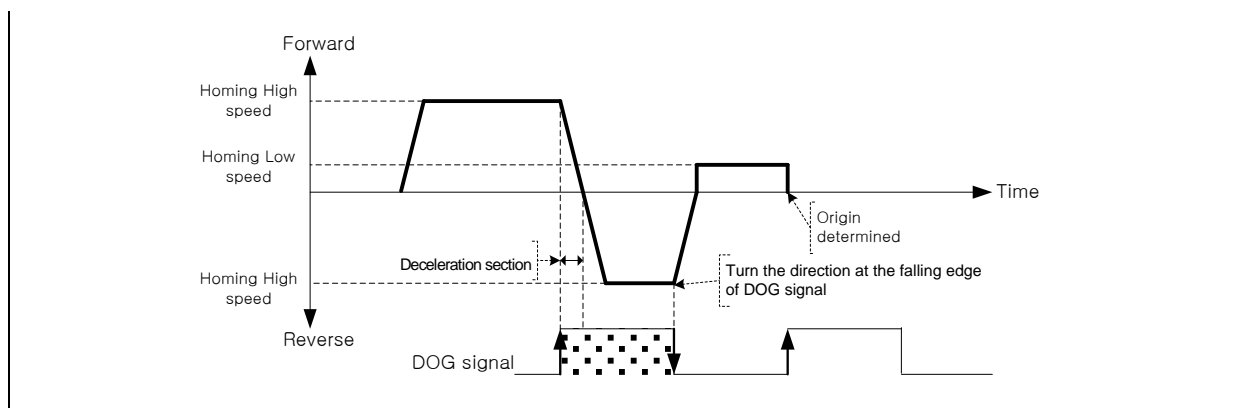 Forward
Homing High
speed
Homing Low
speed
Time
Origin
determined
Deceleration section
Turn the direction at the falling edge
of DOG signal
Homing High
speed
Reverse
DOG signal